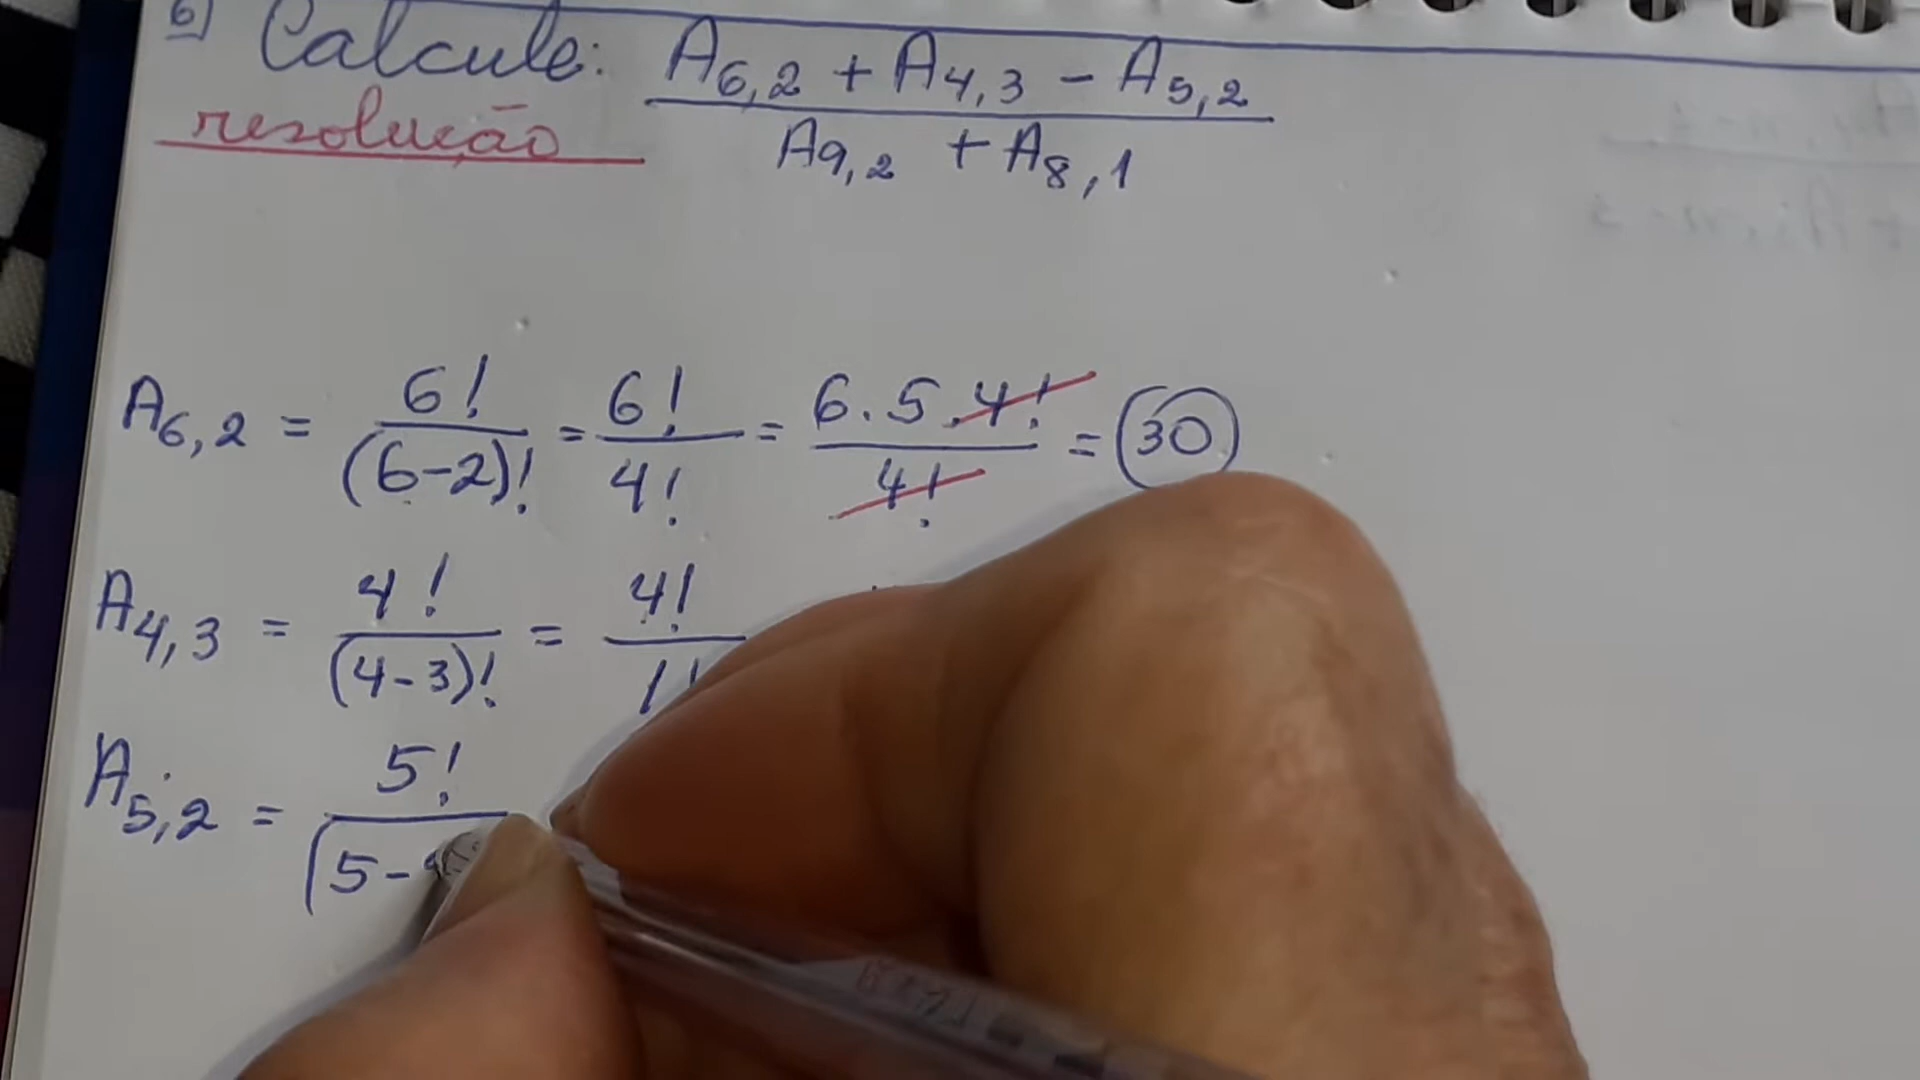 6) Calcule: A6,2 + A4,3 - A5,2
A9,2 + A8,1
resolução
A6,2 = 6!/(6-2)! = 6!/4! = 6.5.4!/4! = 30
A4,3 = 4!/(4-3)! = 4!/1!
A5,2 = 5!/(5-